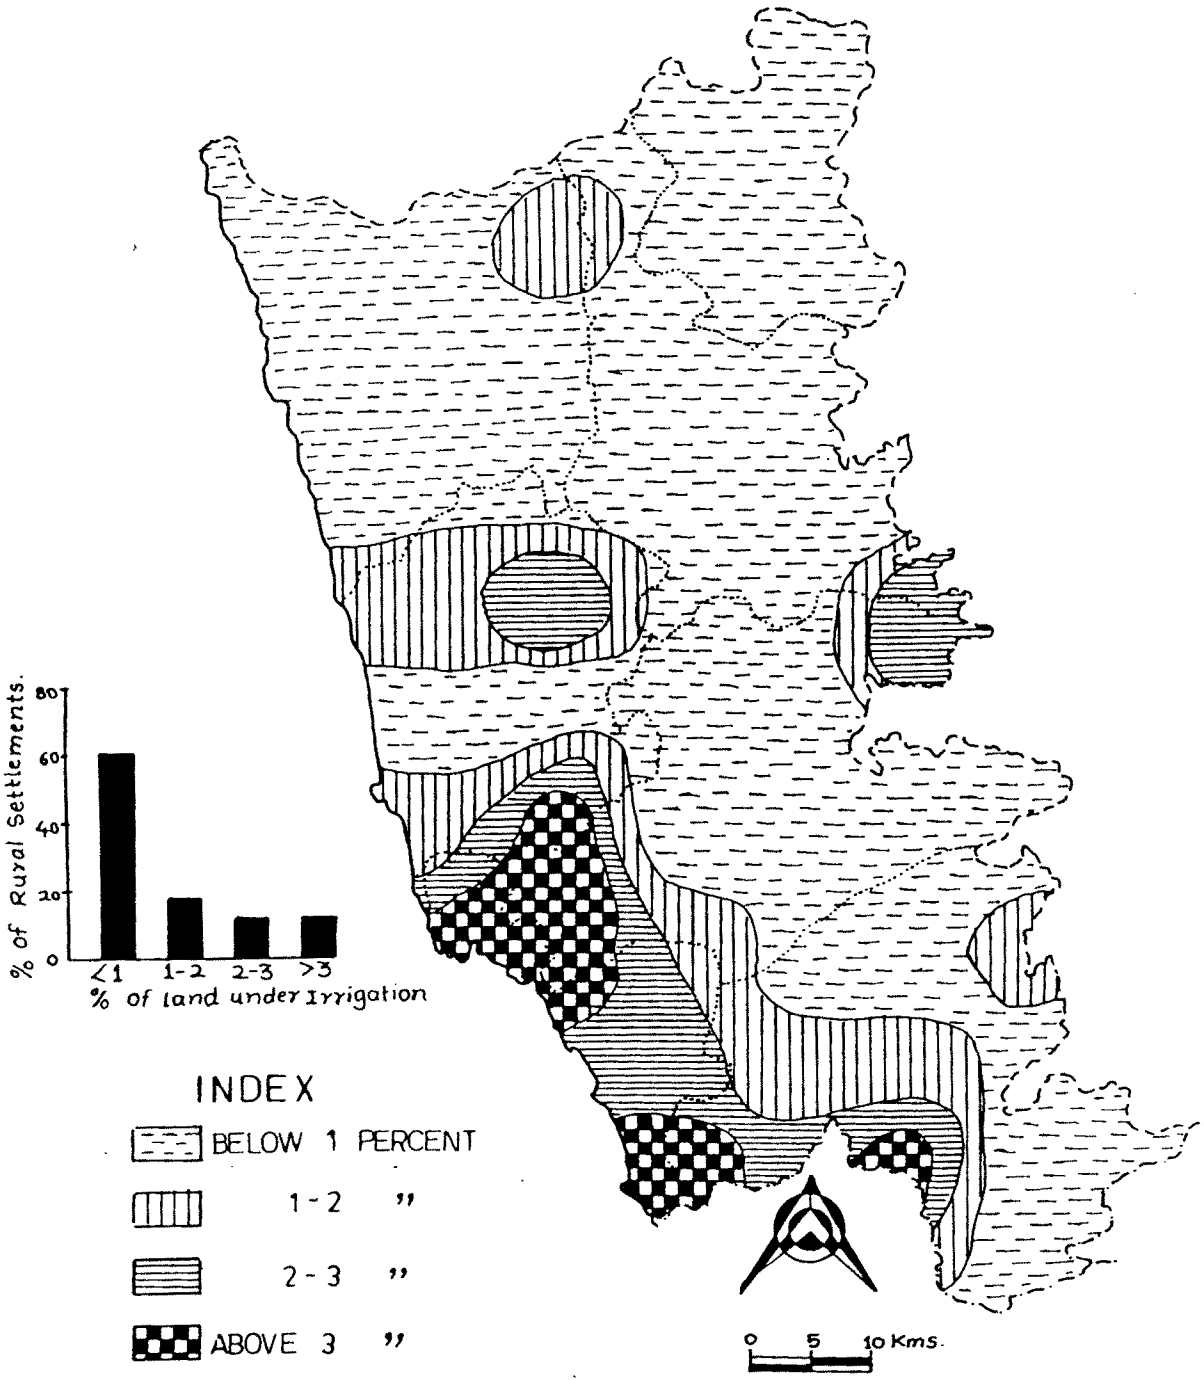 % of Rural Settlements.
80
60
40
20
0
<1 1-2 2-3 >3
% of land under Irrigation
INDEX
BELOW 1 PERCENT
1-2 "
2-3 "
ABOVE 3 "
0 5 10 Kms.